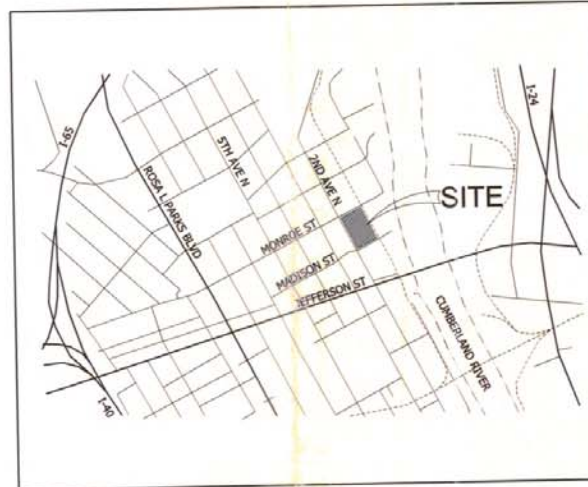 I-65
I-24
5TH AVE N
2ND AVE N
ROSA L PARKS BLVD
SITE
MONROE ST
MADISON ST
JEFFERSON ST
CUMBERLAND RIVER
I-40